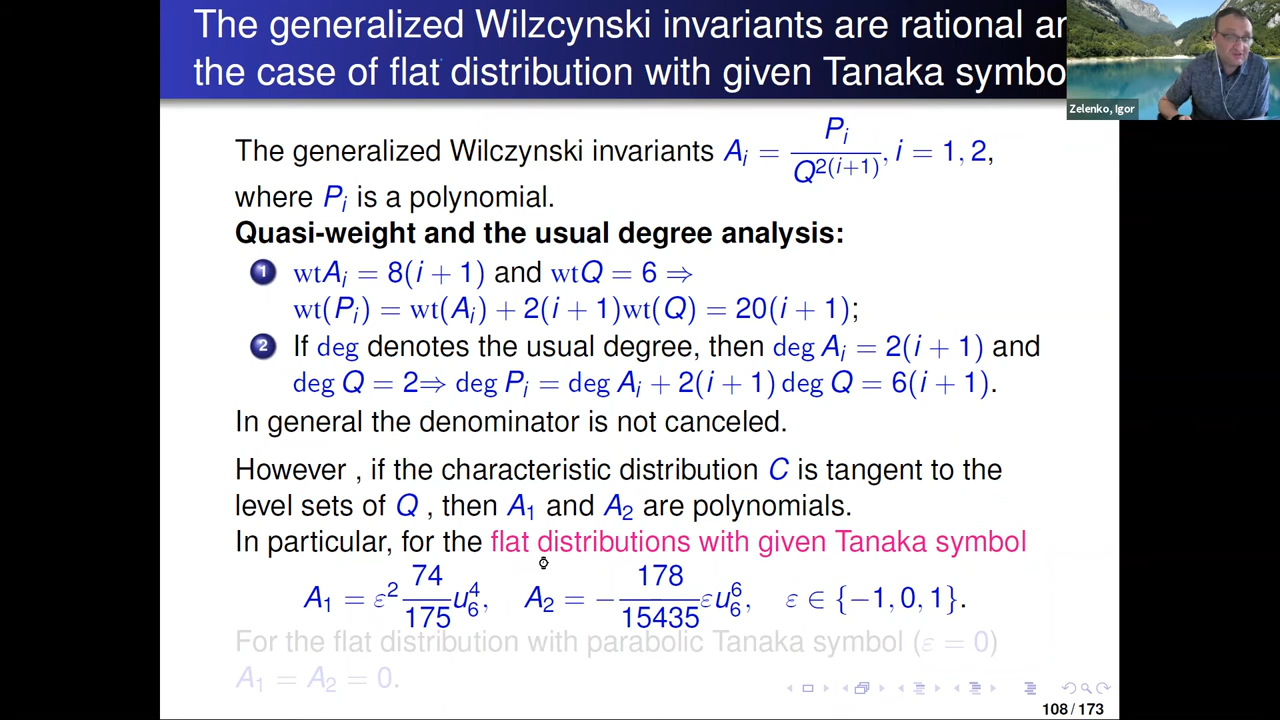 The generalized Wilzcynski invariants are rational an
the case of flat distribution with given Tanaka symbo
Zelenko, Igor
The generalized Wilczynski invariants A_i = P_i / Q^{2(i+1)}, i = 1, 2,
where P_i is a polynomial.
Quasi-weight and the usual degree analysis:
1 wtA_i = 8(i + 1) and wtQ = 6 ⇒
wt(P_i) = wt(A_i) + 2(i + 1)wt(Q) = 20(i + 1);
2 If deg denotes the usual degree, then deg A_i = 2(i + 1) and
deg Q = 2⇒ deg P_i = deg A_i + 2(i + 1) deg Q = 6(i + 1).
In general the denominator is not canceled.
However , if the characteristic distribution C is tangent to the
level sets of Q , then A_1 and A_2 are polynomials.
In particular, for the flat distributions with given Tanaka symbol
A_1 = ε^2 74/175 u_6^4, A_2 = −178/15435 εu_6^6, ε ∈ {−1, 0, 1}.
For the flat distribution with parabolic Tanaka symbol (ε = 0)
A_1 = A_2 = 0.
108 / 173